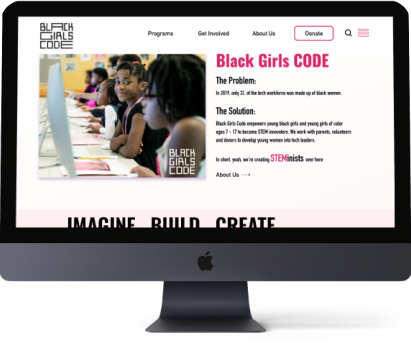 BLACK
GIRLS
CODE
Programs Get Involved About Us Donate
Black Girls CODE
The Problem:
In 2019, only 2% of the tech workforce was made up of black women.
The Solution:
Black Girls Code empowers young black girls and young girls of color
ages 7 - 17 to become STEM innovators. We work with parents, volunteers
and donors to develop young women into tech leaders.
In short, yeah, we're creating STEMinists over here
About Us →
BLACK
GIRLS
CODE
IMAGINE BUILD CREATE